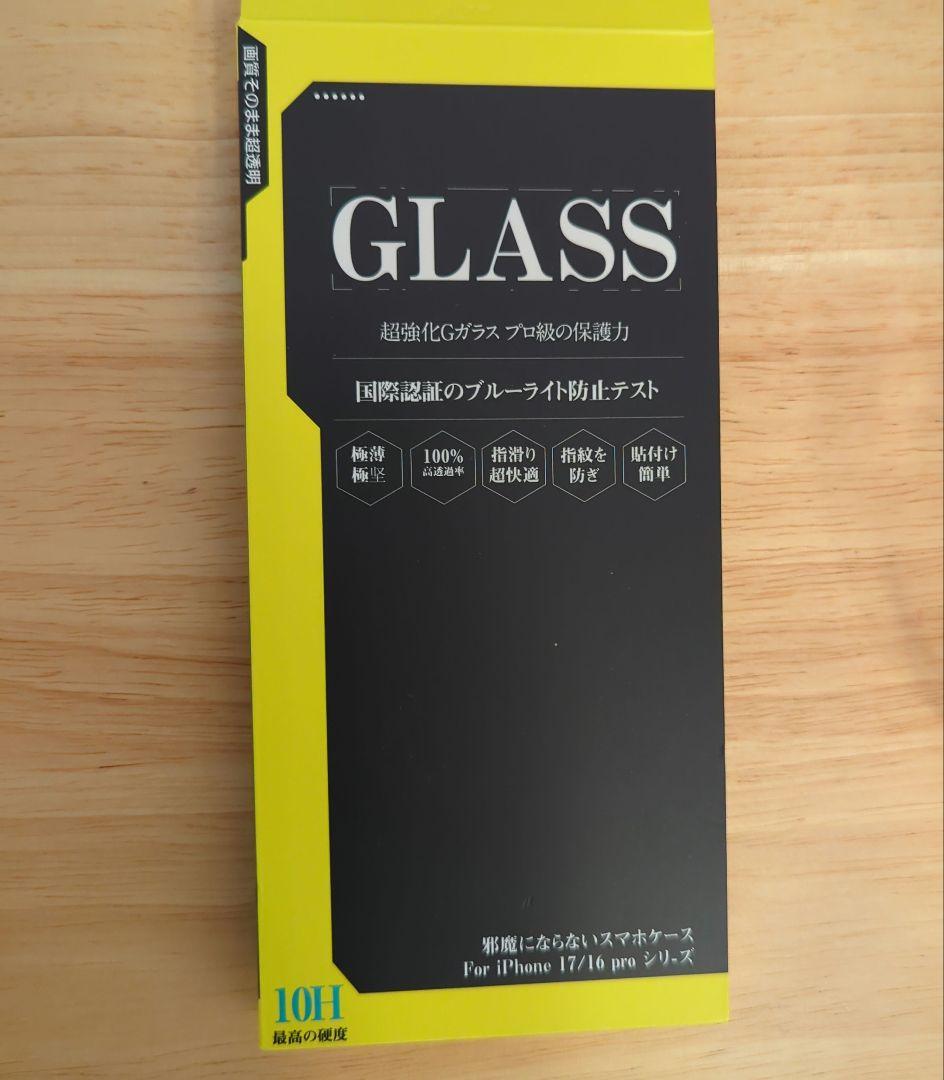 画質そのまま超透明
GLASS
超強化Gガラス プロ級の保護力
国際認証のブルーライト防止テスト
極薄
極坚
100%
高透過率
指滑り
超快適
指紋を
防ぎ
貼付け
簡単
邪魔にならないスマホケース
For iPhone 17/16 pro シリーズ
10H
最高の硬度